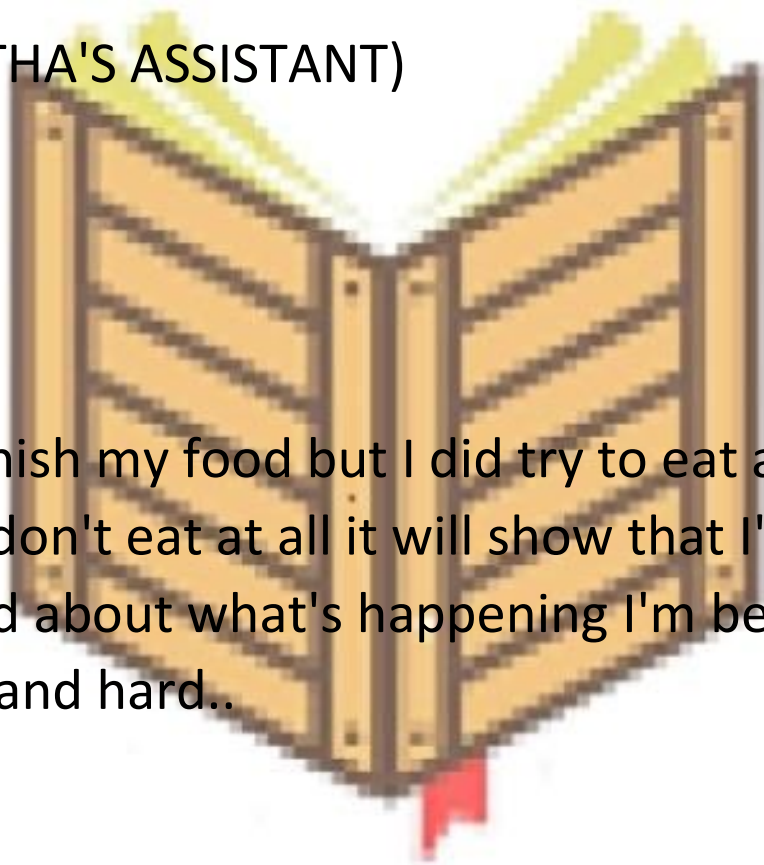 THA'S ASSISTANT)
nish my food but I did try to eat a
don't eat at all it will show that I'
d about what's happening I'm be
and hard..